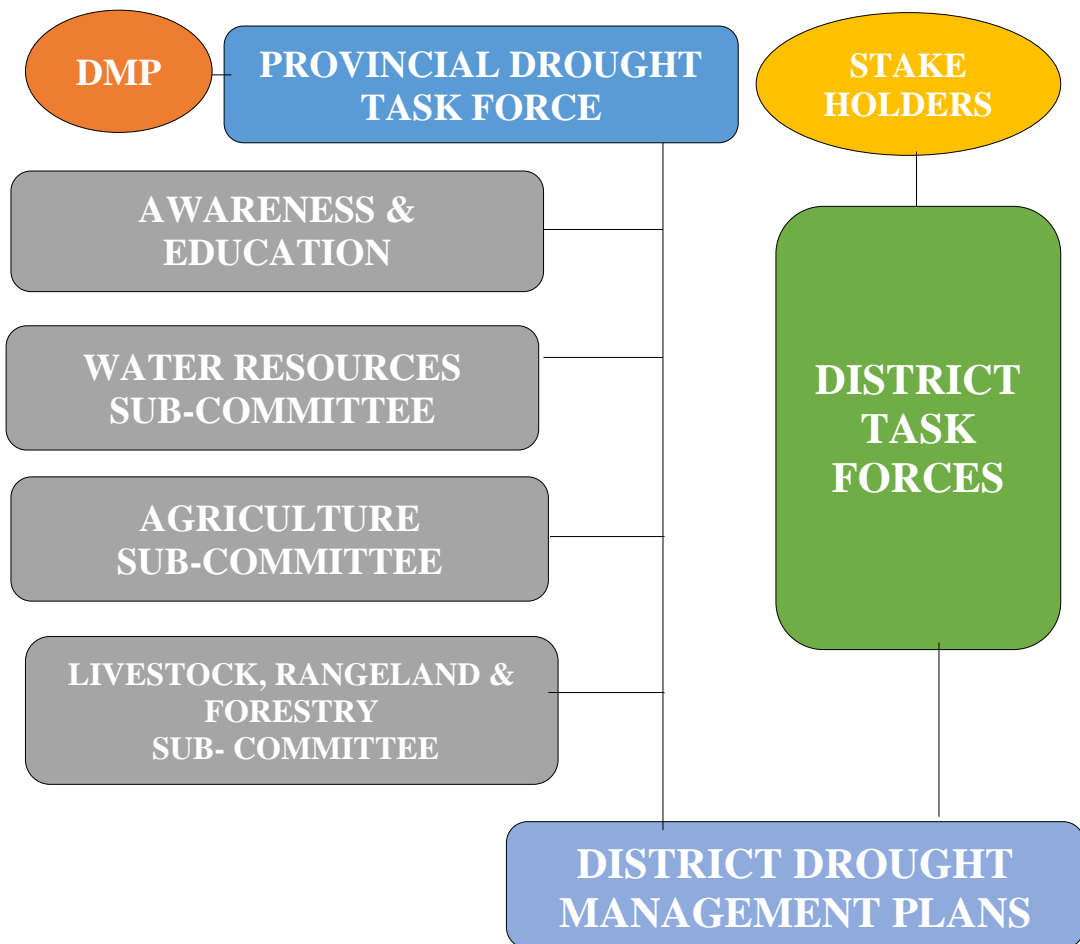 DMP
PROVINCIAL DROUGHT
TASK FORCE
STAKE
HOLDERS
AWARENESS &
EDUCATION
WATER RESOURCES
SUB-COMMITTEE
AGRICULTURE
SUB-COMMITTEE
LIVESTOCK, RANGELAND &
FORESTRY
SUB- COMMITTEE
DISTRICT
TASK
FORCES
DISTRICT DROUGHT
MANAGEMENT PLANS